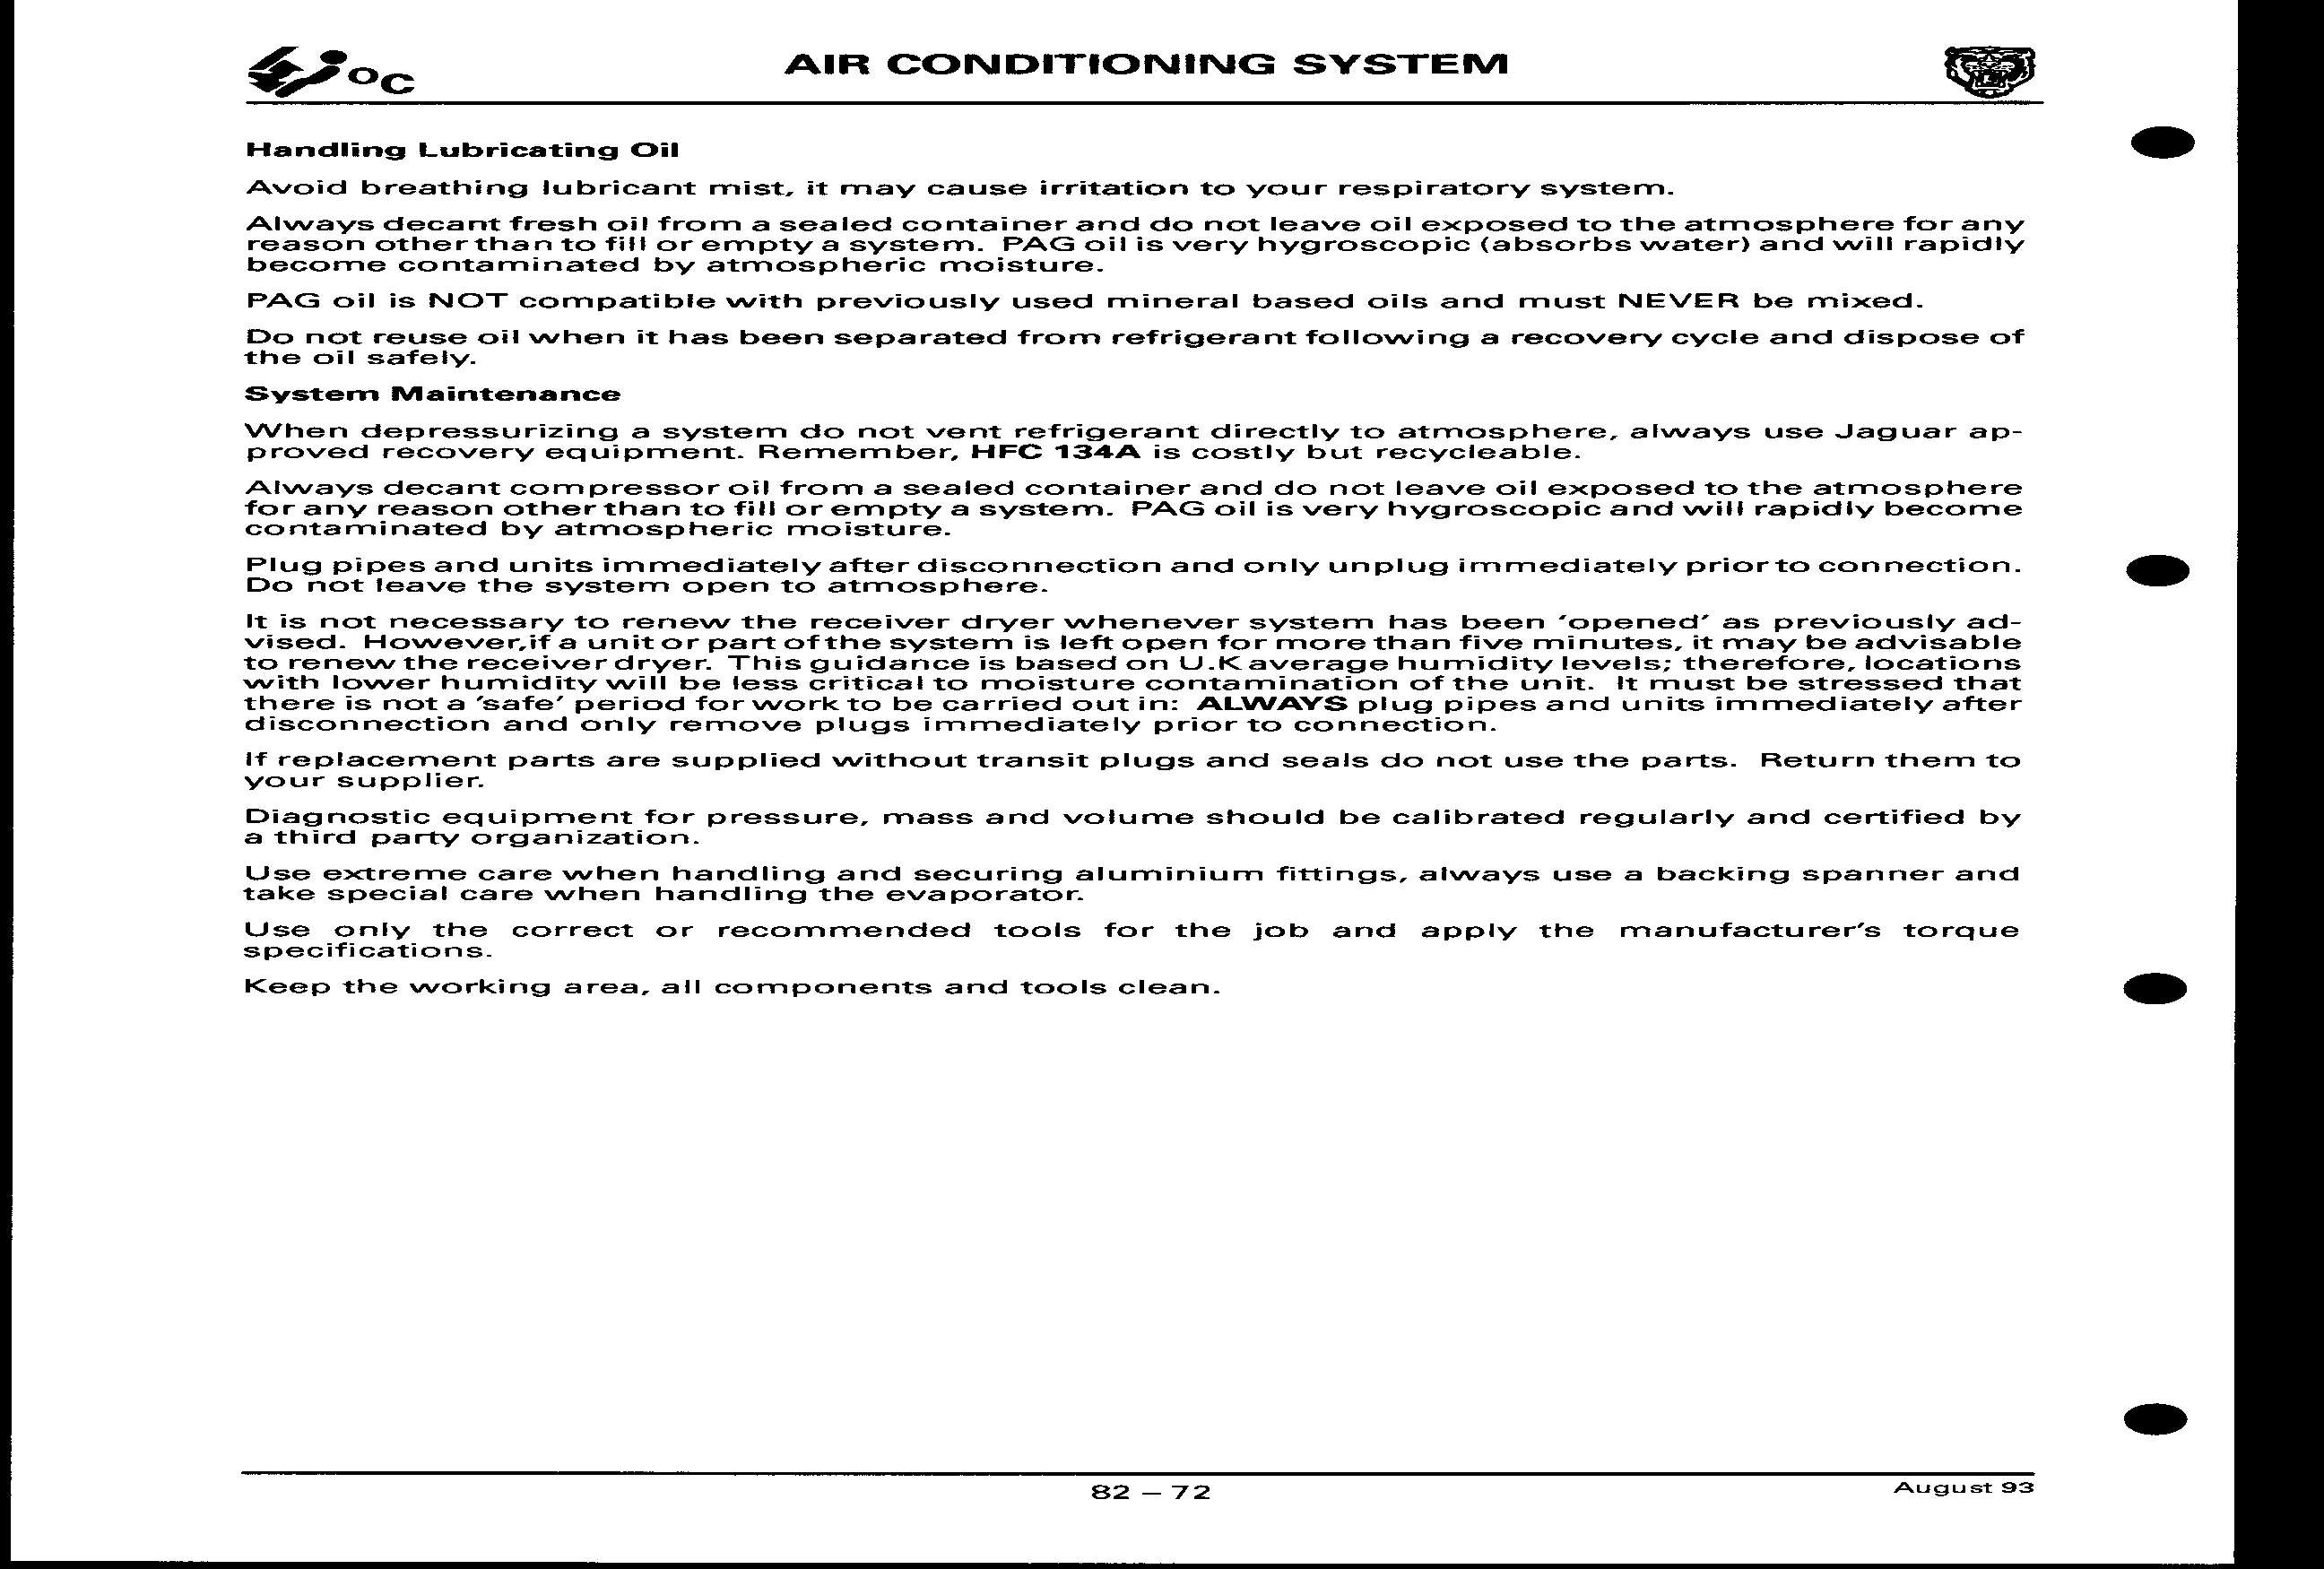 °C
AIR CONDITIONING SYSTEM
Handling Lubricating Oil
Avoid breathing lubricant mist, it may cause irritation to your respiratory system.
Always decant fresh oil from a sealed container and do not leave oil exposed to the atmosphere for any
reason other than to fill or empty a system. PAG oil is very hygroscopic (absorbs water) and will rapidly
become contaminated by atmospheric moisture.
PAG oil is NOT compatible with previously used mineral based oils and must NEVER be mixed.
Do not reuse oil when it has been separated from refrigerant following a recovery cycle and dispose of
the oil safely.
System Maintenance
When depressurizing a system do not vent refrigerant directly to atmosphere, always use Jaguar ap-
proved recovery equipment. Remember, HFC 134A is costly but recycleable.
Always decant compressor oil from a sealed container and do not leave oil exposed to the atmosphere
for any reason other than to fill or empty a system. PAG oil is very hygroscopic and will rapidly become
contaminated by atmospheric moisture.
Plug pipes and units immediately after disconnection and only unplug immediately prior to connection.
Do not leave the system open to atmosphere.
It is not necessary to renew the receiver dryer whenever system has been 'opened' as previously ad-
vised. However,if a unit or part of the system is left open for more than five minutes, it may be advisable
to renew the receiver dryer. This guidance is based on U.K average humidity levels; therefore, locations
with lower humidity will be less critical to moisture contamination of the unit. It must be stressed that
there is not a 'safe' period for work to be carried out in: ALWAYS plug pipes and units immediately after
disconnection and only remove plugs immediately prior to connection.
If replacement parts are supplied without transit plugs and seals do not use the parts. Return them to
your supplier.
Diagnostic equipment for pressure, mass and volume should be calibrated regularly and certified by
a third party organization.
Use extreme care when handling and securing aluminium fittings, always use a backing spanner and
take special care when handling the evaporator.
Use only the correct or recommended tools for the job and apply the manufacturer's torque
specifications.
Keep the working area, all components and tools clean.
82 – 72
August 93